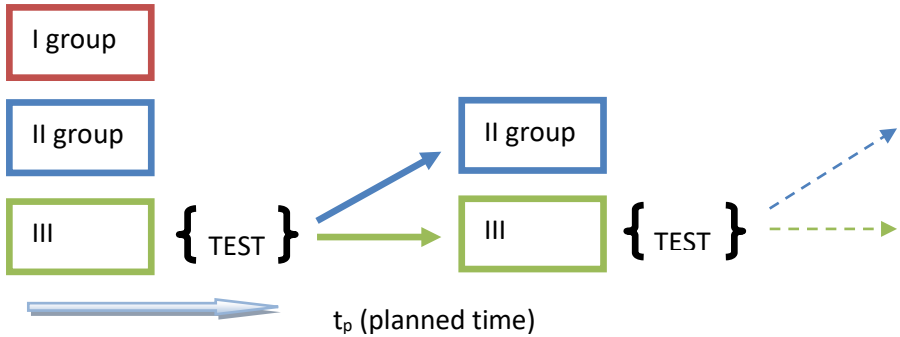 I group
II group
II group
III
{ TEST }
III
{ TEST }
tₚ (planned time)